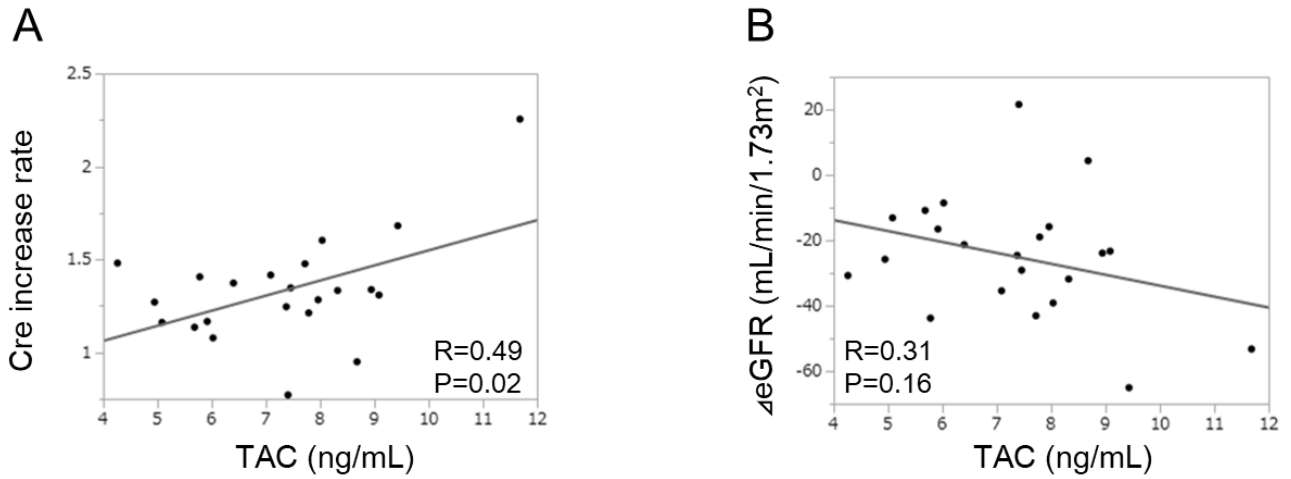 A
Cre increase rate
2.5
2
1.5
1
R=0.49
P=0.02
4 5 6 7 8 9 10 11 12
TAC (ng/mL)
B
⊿eGFR (mL/min/1.73m²)
20
0
-20
-40
-60
R=0.31
P=0.16
4 5 6 7 8 9 10 11 12
TAC (ng/mL)